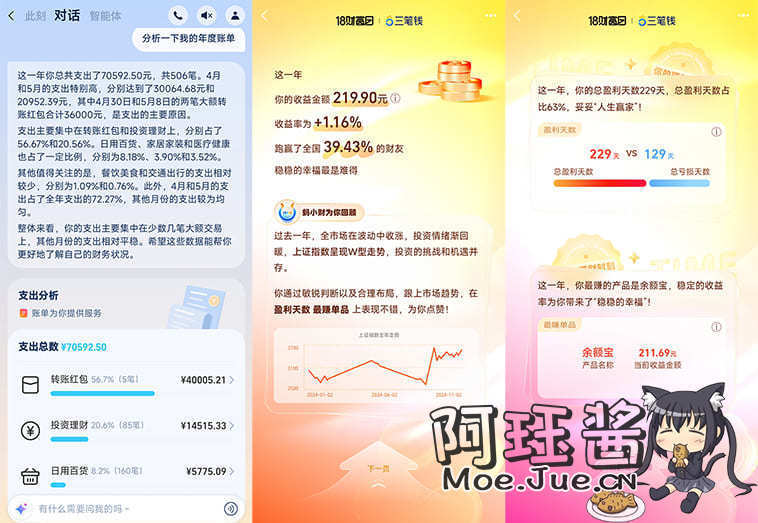 此刻 对话 智能体
分析一下我的年度账单
这一年你总共支出了70592.50元，共506笔。4月
和5月的支出特别高，分别达到了30064.68元和
20952.39元，其中4月30日和5月8日的两笔大额转
账红包合计36000元，是支出的主要原因。
支出主要集中在转账红包和投资理财上，分别占了
56.67%和20.56%。日用百货、家居家装和医疗健康
也占了一定比例，分别为8.18%、3.90%和3.52%。
其他值得关注的是，餐饮美食和交通出行的支出相对
较少，分别为1.09%和0.76%。此外，4月和5月的支
出占了全年支出的72.27%，其他月份的支出较为均
匀。
整体来看，你的支出主要集中在少数几笔大额交易
上，其他月份的支出相对平稳。希望这些数据能帮你
更好地了解自己的财务状况。
支出分析
账单为你提供服务
支出总数 ¥70592.50
转账红包 56.7% (5笔) ¥40005.21
投资理财 20.6% (85笔) ¥14515.33
日用百货 8.2% (160笔) ¥5775.09
有什么需要问我的吗~
三笔钱
这一年
你的收益金额 219.90元
收益率为 +1.16%
跑赢了全国 39.43% 的财友
稳稳的幸福最是难得
蚂小财为你回顾
过去一年，全市场在波动中收涨，投资情绪渐回
暖，上证指数呈现W型走势，投资的挑战和机遇并
存。
你通过敏锐判断以及合理布局，跟上市场趋势，在
盈利天数 最赚单品 上表现不错，为你点赞！
上证指数全年走势
2024-01-02 2024-06-02 2024-11-02
下一页
三笔钱
这一年，你的总盈利天数229天，总盈利天数占
比63%。妥妥"人生赢家"！
盈利天数
229天 VS 129天
总盈利天数 总亏损天数
TIME
这一年，你最赚的产品是余额宝，稳定的收益
率为你带来了"稳稳的幸福"！
最赚单品
余额宝 211.69元
产品名称 当前收益金额
阿珏酱
Moe.Jue.cn